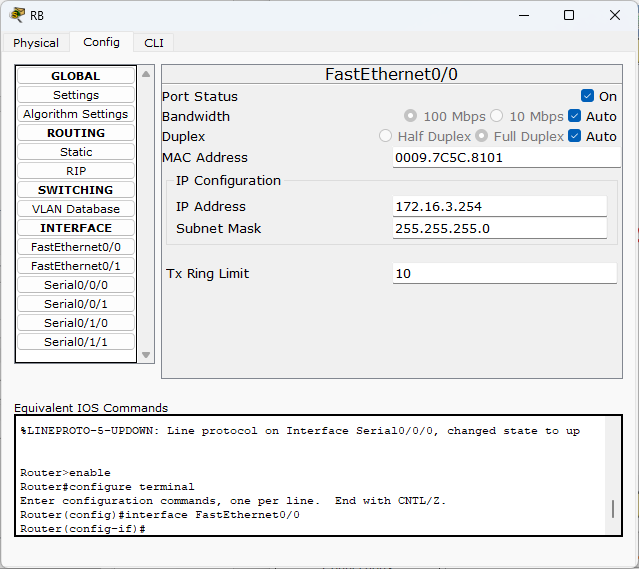 RB
Physical Config CLI
GLOBAL
Settings
Algorithm Settings
ROUTING
Static
RIP
SWITCHING
VLAN Database
INTERFACE
FastEthernet0/0
FastEthernet0/1
Serial0/0/0
Serial0/0/1
Serial0/1/0
Serial0/1/1
FastEthernet0/0
Port Status On
Bandwidth 100 Mbps 10 Mbps Auto
Duplex Half Duplex Full Duplex Auto
MAC Address 0009.7C5C.8101
IP Configuration
IP Address 172.16.3.254
Subnet Mask 255.255.255.0
Tx Ring Limit 10
Equivalent IOS Commands
%LINEPROTO-5-UPDOWN: Line protocol on Interface Serial0/0/0, changed state to up
Router>enable
Router#configure terminal
Enter configuration commands, one per line. End with CNTL/Z.
Router(config)#interface FastEthernet0/0
Router(config-if)#